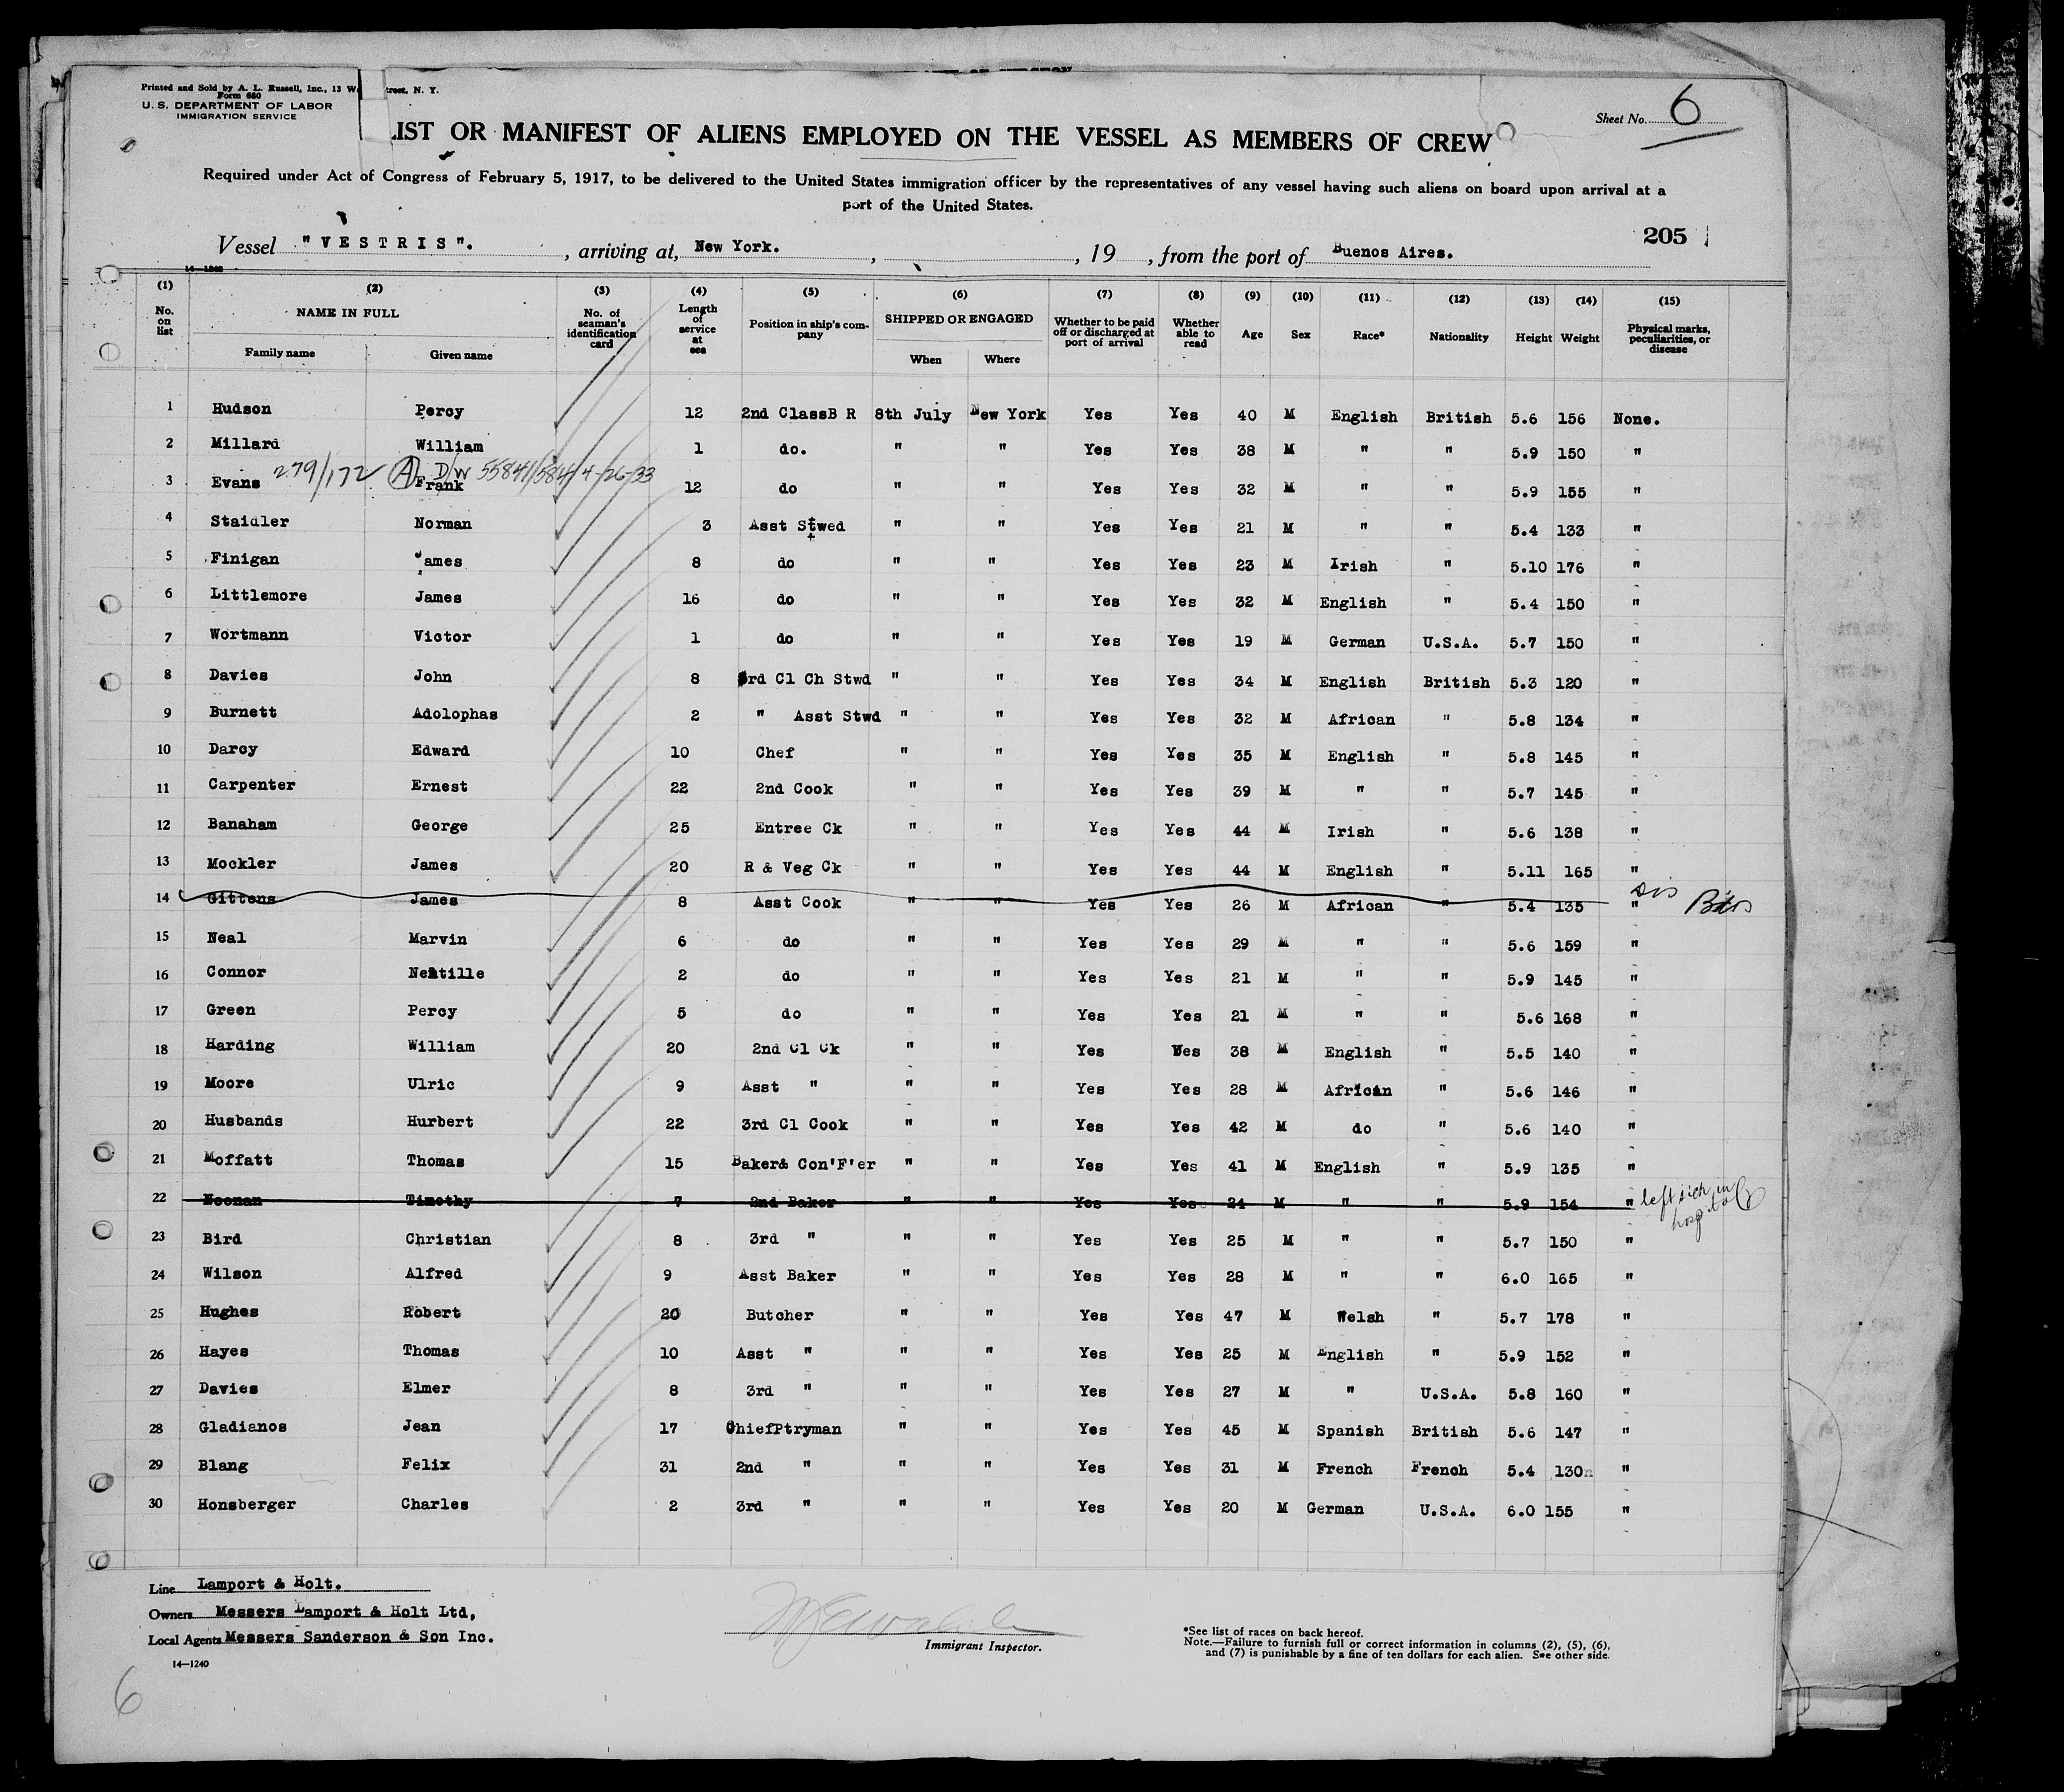 Printed and Sold by A. L. Russell, Inc., 13 W treet, N. Y.
Form 680
U. S. DEPARTMENT OF LABOR
IMMIGRATION SERVICE
Sheet No. 6
LIST OR MANIFEST OF ALIENS EMPLOYED ON THE VESSEL AS MEMBERS OF CREW
Required under Act of Congress of February 5, 1917, to be delivered to the United States immigration officer by the representatives of any vessel having such aliens on board upon arrival at a
port of the United States.
205
Vessel "VESTRIS". , arriving at, New York. , , 19 , from the port of Buenos Aires.
14-1240
(1) (2) (3) (4) (5) (6) (7) (8) (9) (10) (11) (12) (13) (14) (15)
No. on list NAME IN FULL Family name Given name No. of seaman's identification card Length of service at sea Position in ship's company SHIPPED OR ENGAGED When Where Whether to be paid off or discharged at port of arrival Whether able to read Age Sex Race* Nationality Height Weight Physical marks, peculiarities, or disease
1 Hudson Percy 12 2nd ClassB R 8th July New York Yes Yes 40 M English British 5.6 156 None.
2 Millard William 1 do. " " Yes Yes 38 M " " 5.9 150 "
279/172 (A) D/W 55841/584 4-26-33
3 Evans Frank 12 do " " Yes Yes 32 M " " 5.9 155 "
4 Staidler Norman 3 Asst Stwed " " Yes Yes 21 M " " 5.4 133 "
5 Finigan James 8 do " " Yes Yes 23 M Irish " 5.10 176 "
6 Littlemore James 16 do " " Yes Yes 32 M English " 5.4 150 "
7 Wortmann Victor 1 do " " Yes Yes 19 M German U.S.A. 5.7 150 "
8 Davies John 8 3rd Cl Ch Stwd " " Yes Yes 34 M English British 5.3 120 "
9 Burnett Adolophas 2 " Asst Stwd " " Yes Yes 32 M African " 5.8 134 "
10 Darcy Edward 10 Chef " " Yes Yes 35 M English " 5.8 145 "
11 Carpenter Ernest 22 2nd Cook " " Yes Yes 39 M " " 5.7 145 "
12 Banaham George 25 Entree Ck " " Yes Yes 44 M Irish " 5.6 138 "
13 Mockler James 20 R & Veg Ck " " Yes Yes 44 M English " 5.11 165 "
14 Gittens James 8 Asst Cook " " Yes Yes 26 M African " 5.4 135 " Dis
15 Neal Marvin 6 do " " Yes Yes 29 M " " 5.6 159 "
16 Connor 2 do " " Yes Yes 21 M " " 5.9 145 "
17 Green Percy 5 do " " Yes Yes 21 M " " 5.6 168 "
18 Harding William 20 2nd Cl Ck " " Yes Yes 38 M English " 5.5 140 "
19 Moore Ulric 9 Asst " " " Yes Yes 28 M African " 5.6 146 "
20 Husbands Hurbert 22 3rd Cl Cook " " Yes Yes 42 M do " 5.6 140 "
21 Moffatt Thomas 15 Baker& Con'F'er " " Yes Yes 41 M English " 5.9 135 "
22 Noonan Timothy 7 2nd Baker " " Yes Yes 24 M " " 5.9 154 " left sick in hospital
23 Bird Christian 8 3rd " " " Yes Yes 25 M " " 5.7 150 "
24 Wilson Alfred 9 Asst Baker " " Yes Yes 28 M " " 6.0 165 "
25 Hughes Robert 20 Butcher " " Yes Yes 47 M Welsh " 5.7 178 "
26 Hayes Thomas 10 Asst " " " Yes Yes 25 M English " 5.9 152 "
27 Davies Elmer 8 3rd " " " Yes Yes 27 M " U.S.A. 5.8 160 "
28 Gladianos Jean 17 ChiefPtryman " " Yes Yes 45 M Spanish British 5.6 147 "
29 Blang Felix 31 2nd " " " Yes Yes 31 M French French 5.4 130 "
30 Honsberger Charles 2 3rd " " " Yes Yes 20 M German U.S.A. 6.0 155 "
Line Lamport & Holt.
Owners Messers Lamport & Holt Ltd,
Local Agents Messers Sanderson & Son Inc.
14-1240
Immigrant Inspector.
*See list of races on back hereof.
Note.—Failure to furnish full or correct information in columns (2), (5), (6),
and (7) is punishable by a fine of ten dollars for each alien. See other side.
6